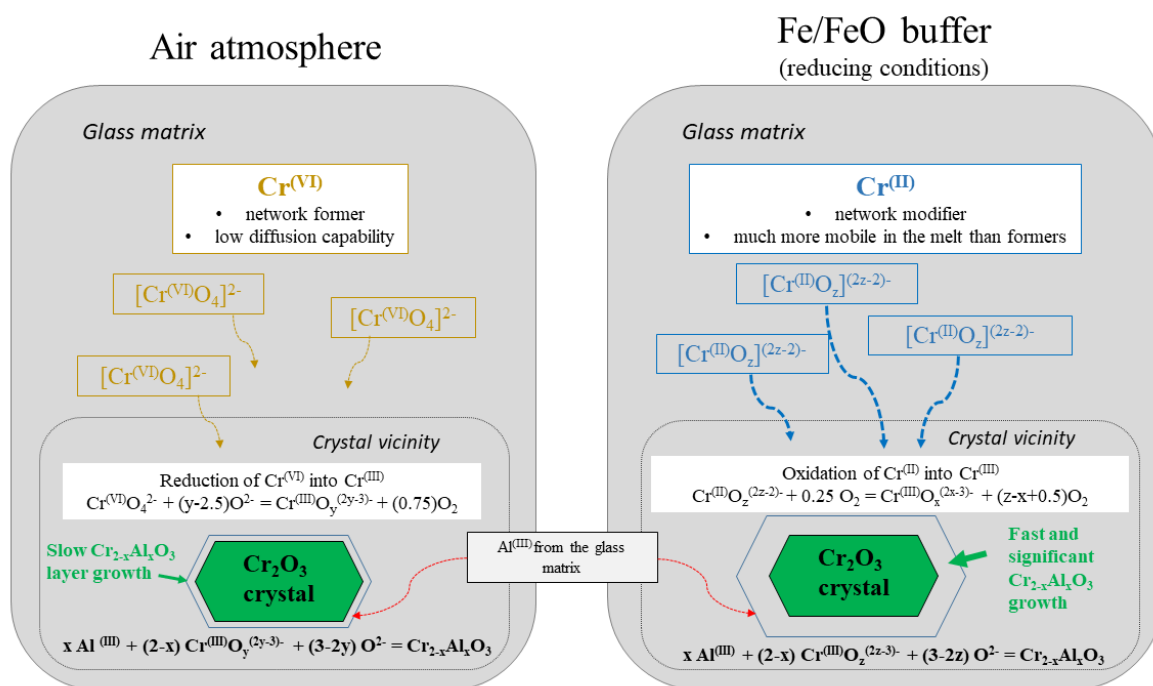 Air atmosphere
Glass matrix
Cr(VI)
• network former
• low diffusion capability
[Cr(VI)O4]2-
[Cr(VI)O4]2-
[Cr(VI)O4]2-
Crystal vicinity
Reduction of Cr(VI) into Cr(III)
Cr(VI)O42- + (y-2.5)O2- = Cr(III)Oy(2y-3)- + (0.75)O2
Slow Cr2-xAlxO3
layer growth
Cr2O3
crystal
x Al (III) + (2-x) Cr(III)Oy(2y-3)- + (3-2y) O2- = Cr2-xAlxO3
Al(III) from the glass
matrix
Fe/FeO buffer
(reducing conditions)
Glass matrix
Cr(II)
• network modifier
• much more mobile in the melt than formers
[Cr(II)Oz](2z-2)-
[Cr(II)Oz](2z-2)-
[Cr(II)Oz](2z-2)-
Crystal vicinity
Oxidation of Cr(II) into Cr(III)
Cr(II)Oz(2z-2)- + 0.25 O2 = Cr(III)Ox(2x-3)- + (z-x+0.5)O2
Cr2O3
crystal
Fast and
significant
Cr2-xAlxO3
growth
x Al(III) + (2-x) Cr(III)Oz(2z-3)- + (3-2z) O2- = Cr2-xAlxO3